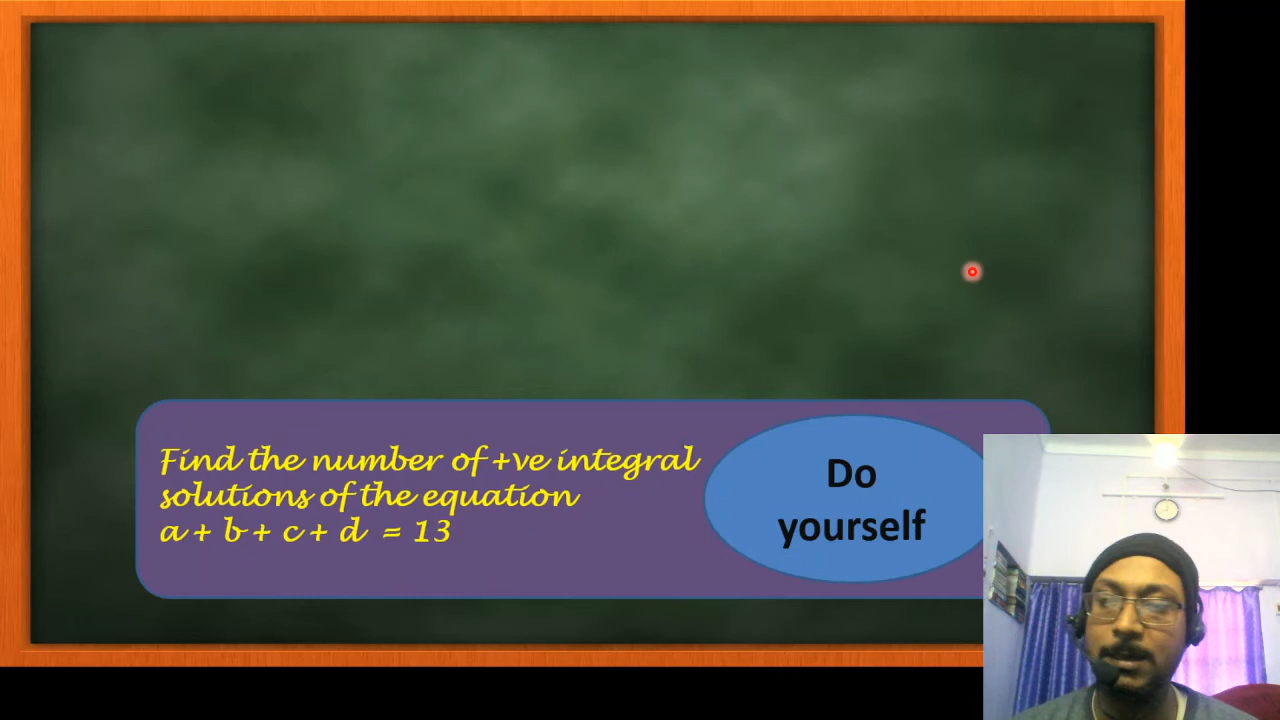 Find the number of +ve integral
solutions of the equation
a + b + c + d = 13
Do
yourself